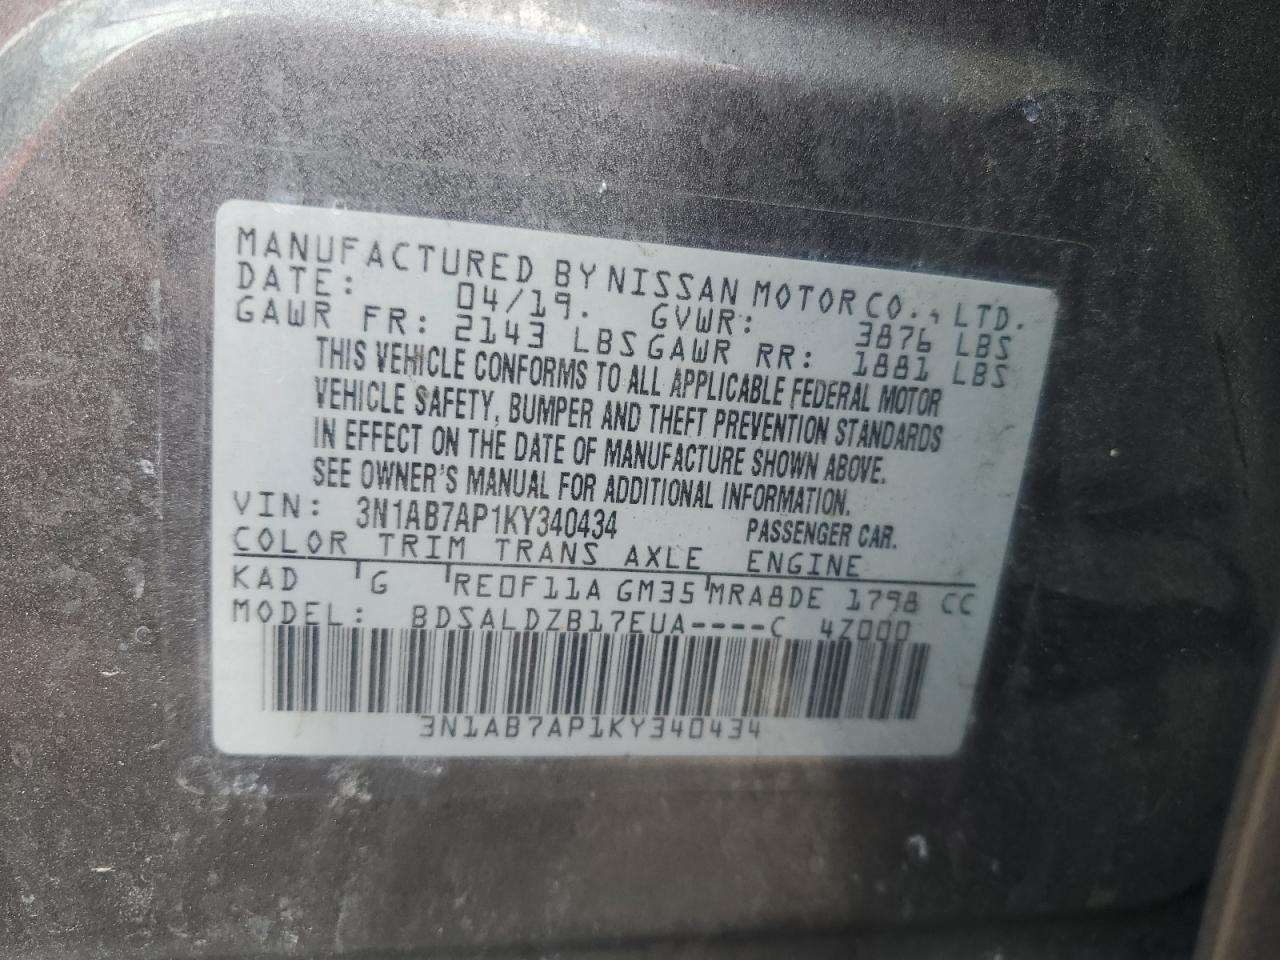 MANUFACTURED BY NISSAN MOTOR CO., LTD.
DATE: 04/19. GVWR: 3876 LBS
GAWR FR: 2143 LBS GAWR RR: 1881 LBS
THIS VEHICLE CONFORMS TO ALL APPLICABLE FEDERAL MOTOR
VEHICLE SAFETY, BUMPER AND THEFT PREVENTION STANDARDS
IN EFFECT ON THE DATE OF MANUFACTURE SHOWN ABOVE.
SEE OWNER'S MANUAL FOR ADDITIONAL INFORMATION.
VIN: 3N1AB7AP1KY340434 PASSENGER CAR.
COLOR TRIM TRANS AXLE ENGINE
KAD G RE0F11A GM35 MRA8DE 1798 CC
MODEL: BDSALDZB17EUA----C 4Z000
3N1AB7AP1KY340434